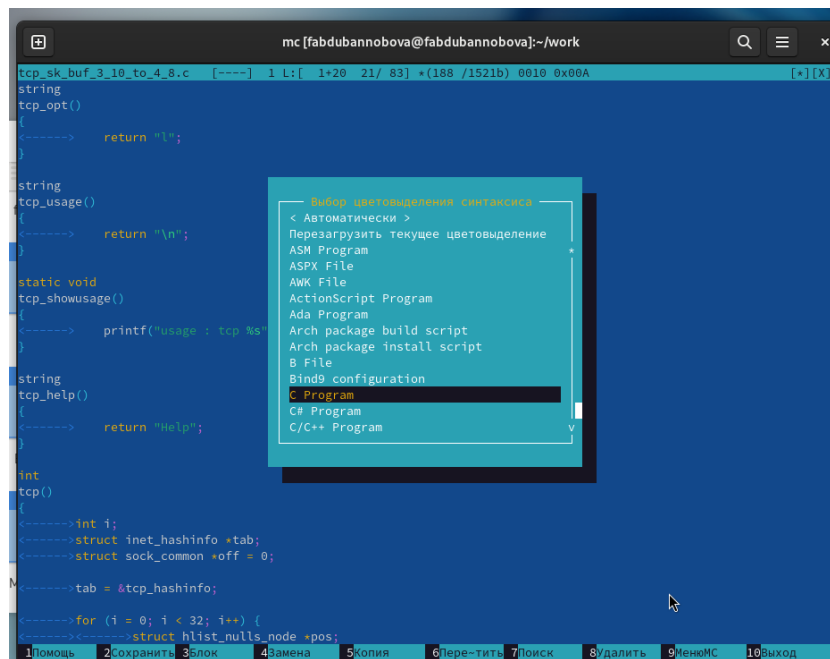 mc [fabdubannobova@fabdubannobova]:~/work
tcp_sk_buf_3_10_to_4_8.c [----] 1 L:[ 1+20 21/ 83] *(188 /1521b) 0010 0x00A [*][X]
string
tcp_opt()
{
<------> return "l";
}
string
tcp_usage()
{
<------> return "\n";
}
static void
tcp_showusage()
{
<------> printf("usage : tcp %s"
}
string
tcp_help()
{
<------> return "Help";
}
int
tcp()
{
<------>int i;
<------>struct inet_hashinfo *tab;
<------>struct sock_common *off = 0;
<------>tab = &tcp_hashinfo;
<------>for (i = 0; i < 32; i++) {
<------><------>struct hlist_nulls_node *pos;
Выбор цветовыделения синтаксиса
< Автоматически >
Перезагрузить текущее цветовыделение
ASM Program
ASPX File
AWK File
ActionScript Program
Ada Program
Arch package build script
Arch package install script
B File
Bind9 configuration
C Program
C# Program
C/C++ Program
1Помощь 2Сохранить 3Блок 4Замена 5Копия 6Пере~тить 7Поиск 8Удалить 9МенюМС 10Выход